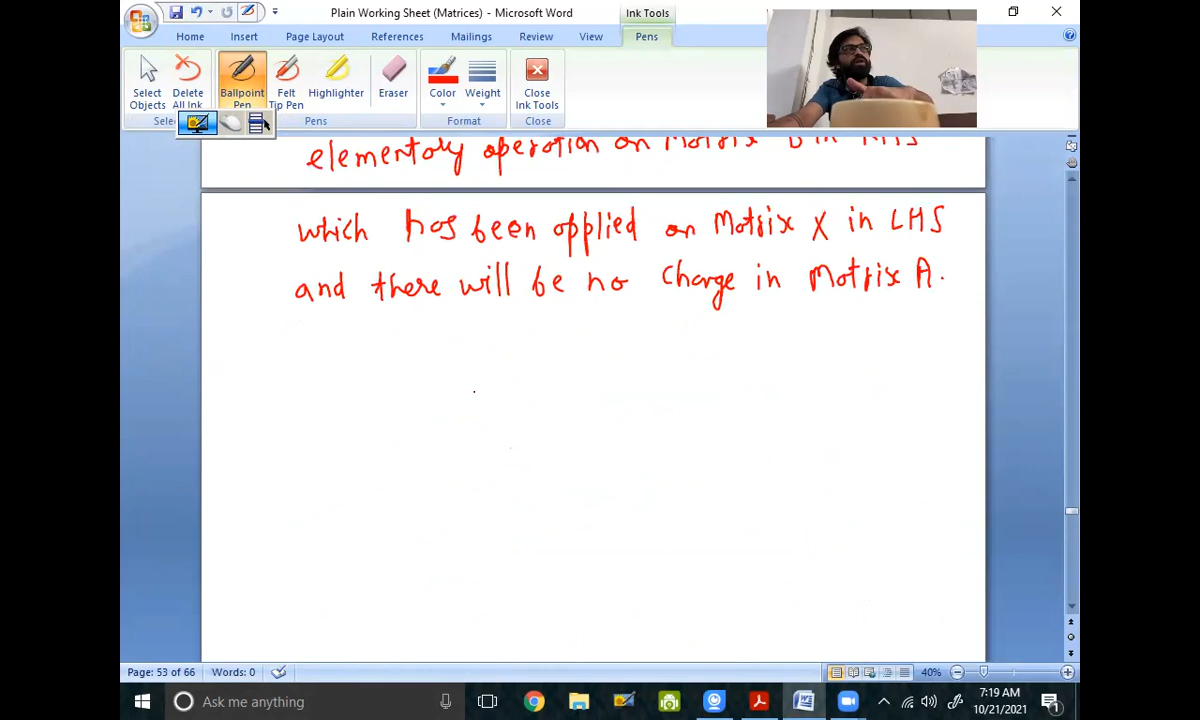 Plain Working Sheet (Matrices) - Microsoft Word
Ink Tools
Home Insert Page Layout References Mailings Review View Pens
Select Objects
Delete All Ink
Ballpoint Pen
Felt Tip Pen
Highlighter
Eraser
Color
Weight
Close Ink Tools
Pens
Format
Close
elementory operation on Matrix B in RHS
which has been applied on Matrix X in LHS
and there will be no change in Matrix A.
Page: 53 of 66 Words: 0
40%
Ask me anything
7:19 AM
10/21/2021